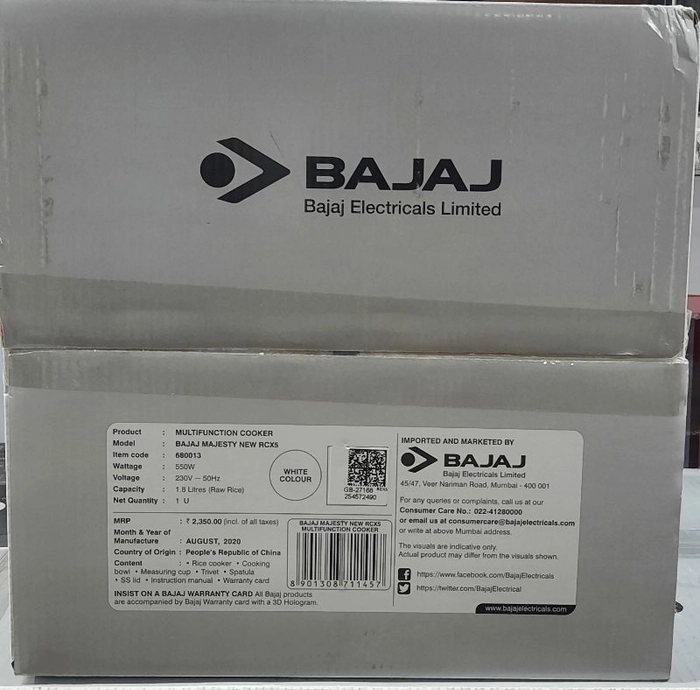 BAJAJ
Bajaj Electricals Limited
Product : MULTIFUNCTION COOKER
Model : BAJAJ MAJESTY NEW RCX5
Item code : 680013
Wattage : 550W
Voltage : 230V – 50Hz
Capacity : 1.8 Litres (Raw Rice)
Net Quantity : 1 U
WHITE
COLOUR
GB-27168 RCX5
254572490
MRP : ₹ 2,350.00 (incl. of all taxes)
Month & Year of
Manufacture : AUGUST, 2020
Country of Origin : People's Republic of China
Content : • Rice cooker • Cooking
bowl • Measuring cup • Trivet • Spatula
• SS lid • Instruction manual • Warranty card
BAJAJ MAJESTY NEW RCX5
MULTIFUNCTION COOKER
8 901308 711457
INSIST ON A BAJAJ WARRANTY CARD All Bajaj products
are accompanied by Bajaj Warranty card with a 3D Hologram.
IMPORTED AND MARKETED BY
BAJAJ
Bajaj Electricals Limited
45/47, Veer Nariman Road, Mumbai - 400 001
For any queries or complaints, call us at our
Consumer Care No.: 022-41280000
or email us at consumercare@bajajelectricals.com
or write at above Mumbai address.
The visuals are indicative only.
Actual product may differ from the visuals shown.
https://www.facebook.com/BajajElectricals
https://twitter.com/BajajElectrical
www.bajajelectricals.com